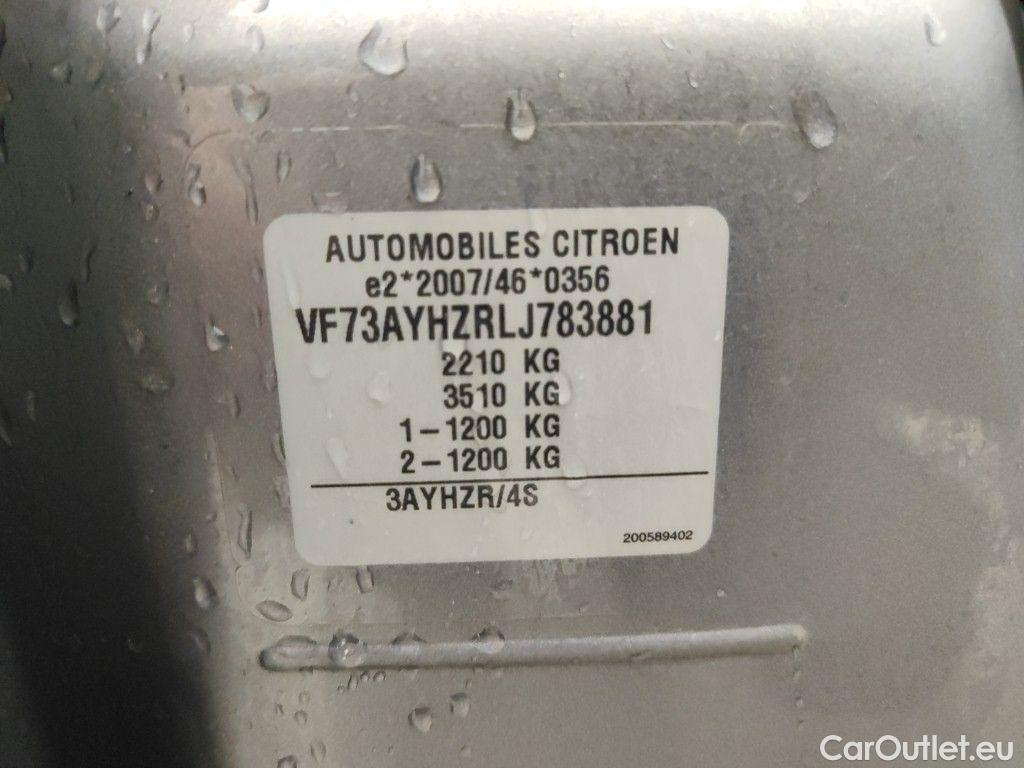 AUTOMOBILES CITROEN
e2*2007/46*0356
VF73AYHZRLJ783881
2210 KG
3510 KG
1-1200 KG
2-1200 KG
3AYHZR/4S
200589402
CarOutlet.eu